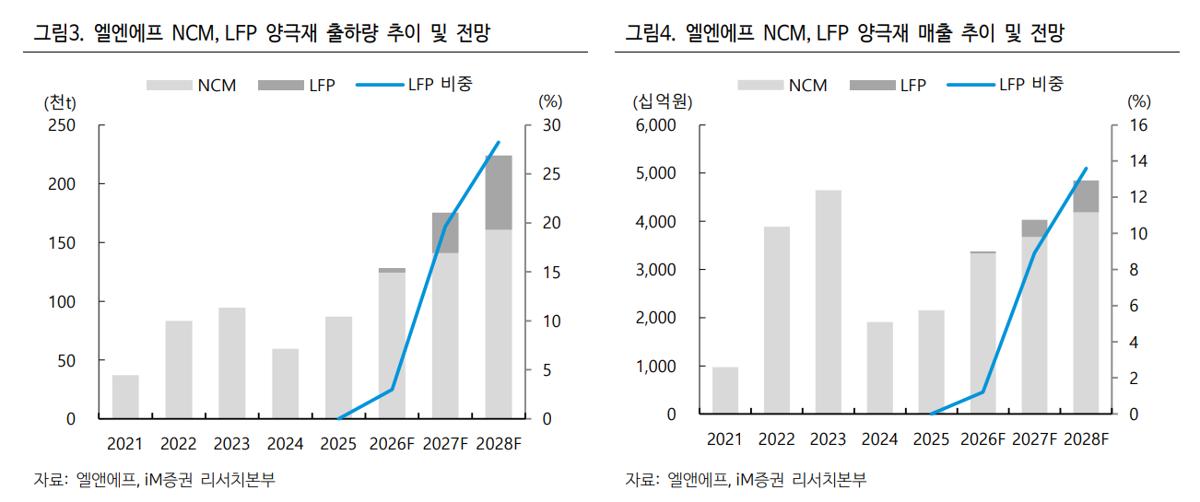 그림3. 엘엔에프 NCM, LFP 양극재 출하량 추이 및 전망
NCM LFP LFP 비중
(천t) (%)
250 30
25
200
20
150
15
100
10
50
5
0 0
2021 2022 2023 2024 2025 2026F 2027F 2028F
자료: 엘앤에프, iM증권 리서치본부
그림4. 엘엔에프 NCM, LFP 양극재 매출 추이 및 전망
NCM LFP LFP 비중
(십억원) (%)
6,000 16
14
5,000
12
4,000
10
3,000
8
6
2,000
4
1,000
2
0 0
2021 2022 2023 2024 2025 2026F 2027F 2028F
자료: 엘앤에프, iM증권 리서치본부